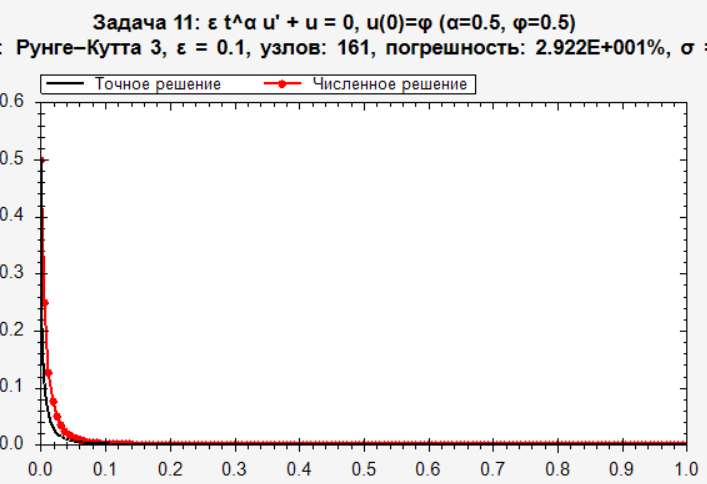 Задача 11: ε t^α u' + u = 0, u(0)=φ (α=0.5, φ=0.5)
: Рунге–Кутта 3, ε = 0.1, узлов: 161, погрешность: 2.922E+001%, σ =
Точное решение Численное решение
0.6
0.5
0.4
0.3
0.2
0.1
0.0
0.0 0.1 0.2 0.3 0.4 0.5 0.6 0.7 0.8 0.9 1.0